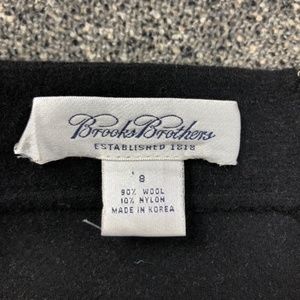 Brooks Brothers
ESTABLISHED 1818
8
90% WOOL
10% NYLON
MADE IN KOREA